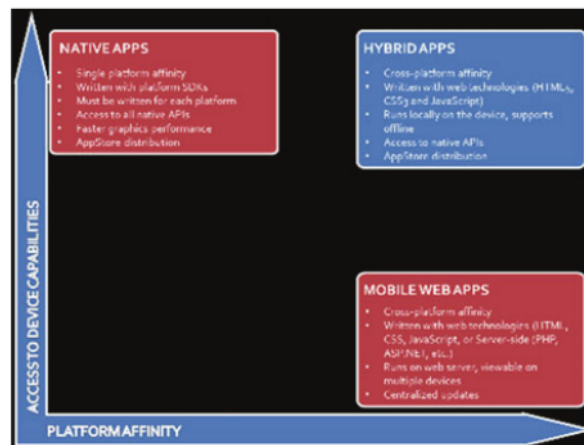 NATIVE APPS
• Single platform affinity
• Written with platform SDKs
• Must be written for each platform
• Access to all native APIs
• Faster graphics performance
• AppStore distribution
HYBRID APPS
• Cross-platform affinity
• Written with web technologies (HTML5,
CSS3 and JavaScript)
• Runs locally on the device, supports
offline
• Access to native APIs
• AppStore distribution
MOBILE WEB APPS
• Cross-platform affinity
• Written with web technologies (HTML,
CSS, JavaScript, or Server-side (PHP,
ASP.NET, etc.)
• Runs on web server, viewable on
multiple devices
• Centralized updates
ACCESS TO DEVICE CAPABILITIES
PLATFORM AFFINITY